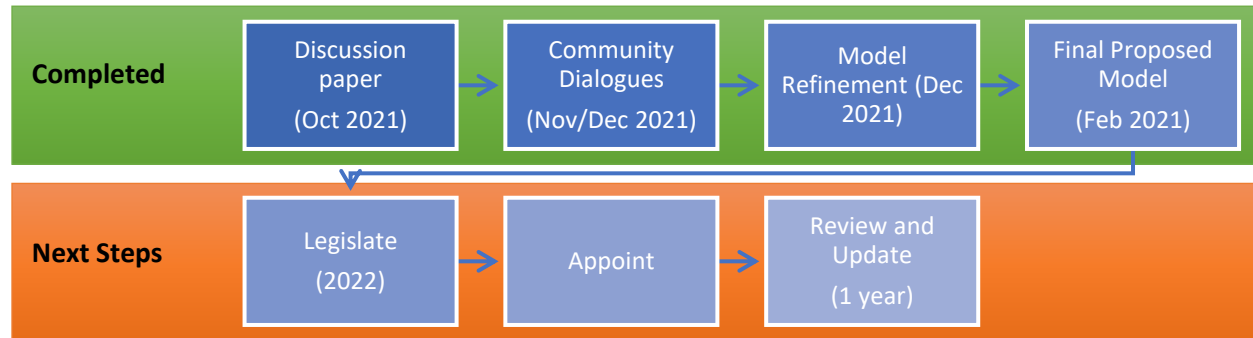 Completed
Discussion
paper
(Oct 2021)
Community
Dialogues
(Nov/Dec 2021)
Model
Refinement (Dec
2021)
Final Proposed
Model
(Feb 2021)
Next Steps
Legislate
(2022)
Appoint
Review and
Update
(1 year)